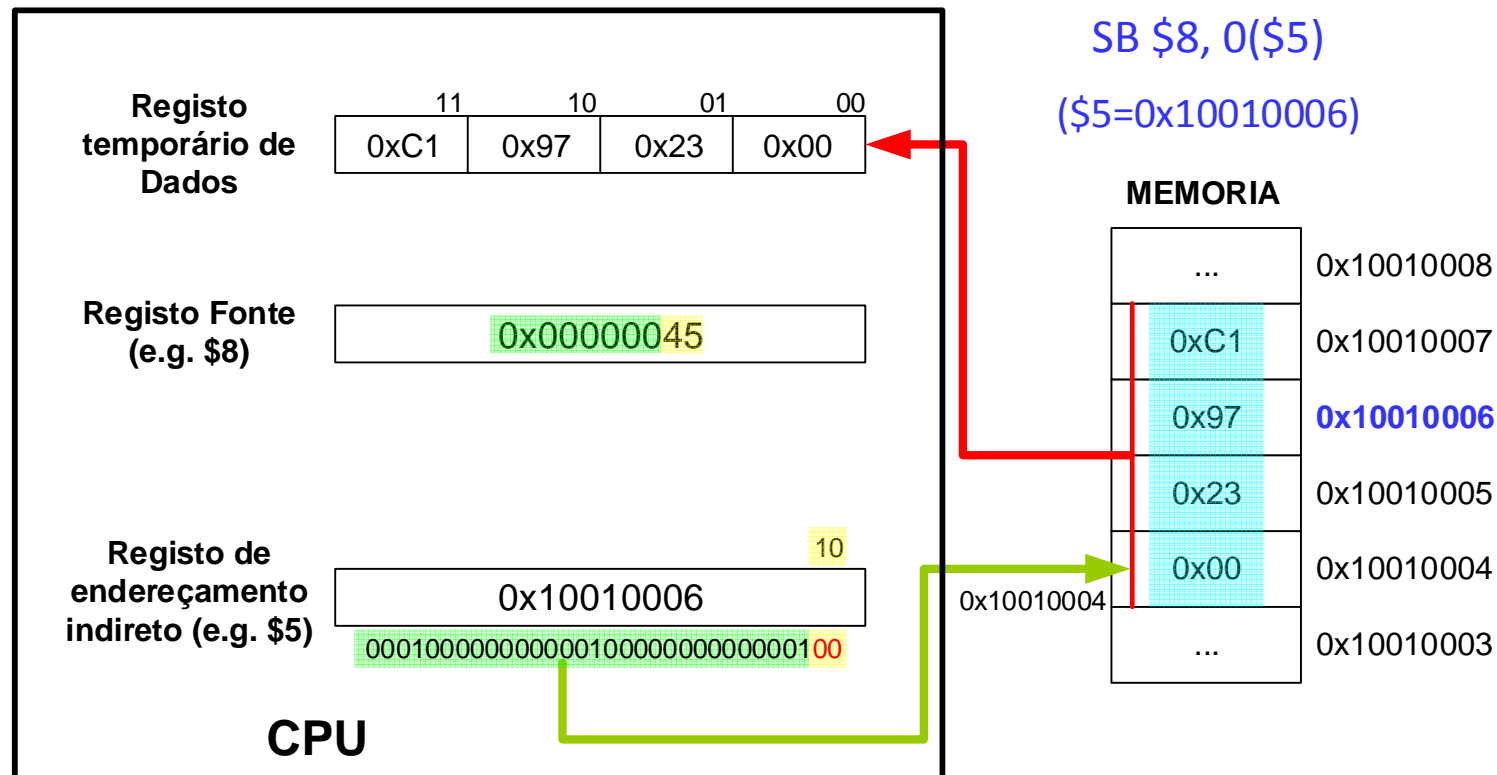 SB $8, 0($5)
($5=0x10010006)
Registo
temporário de
Dados
11 10 01 00
0xC1 0x97 0x23 0x00
Registo Fonte
(e.g. $8)
0x00000045
Registo de
endereçamento
indireto (e.g. $5)
10
0x10010006
00010000000000010000000000000100
CPU
MEMORIA
... 0x10010008
0xC1 0x10010007
0x97 0x10010006
0x23 0x10010005
0x00 0x10010004
0x10010004
... 0x10010003